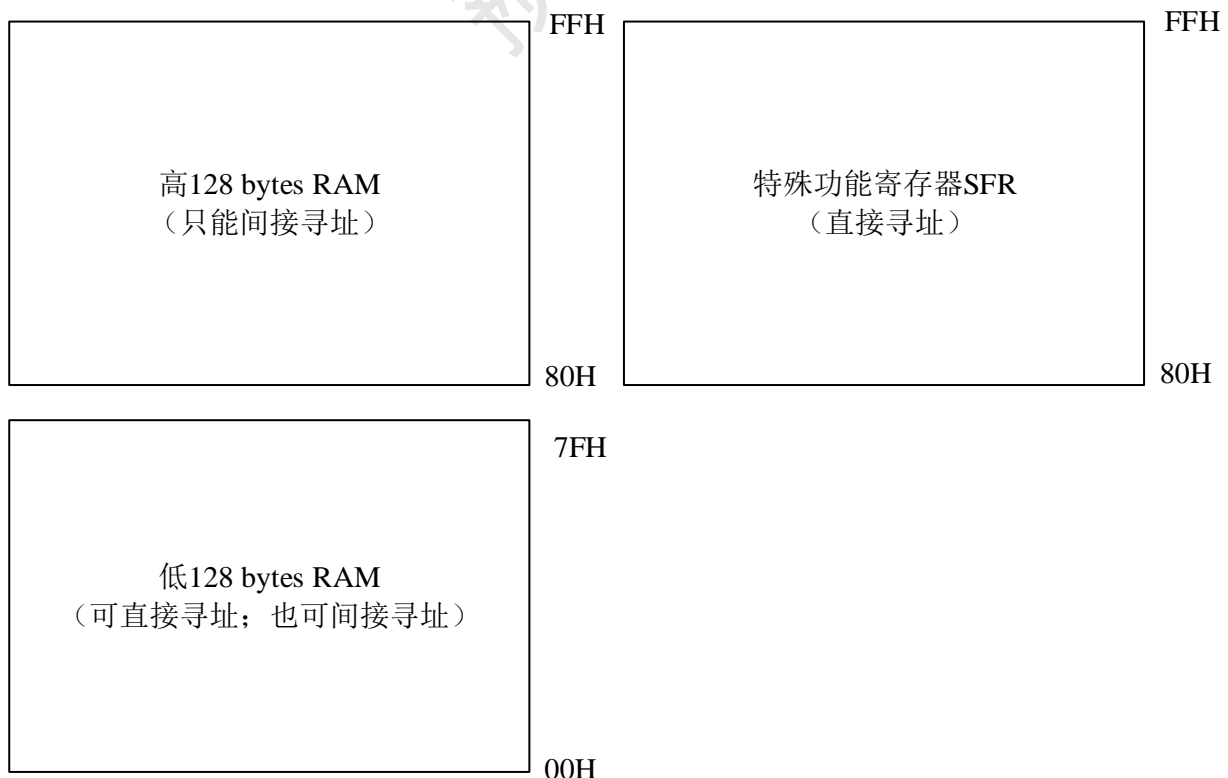 FFH
FFH
高128 bytes RAM
（只能间接寻址）
特殊功能寄存器SFR
（直接寻址）
80H
80H
7FH
低128 bytes RAM
（可直接寻址；也可间接寻址）
00H